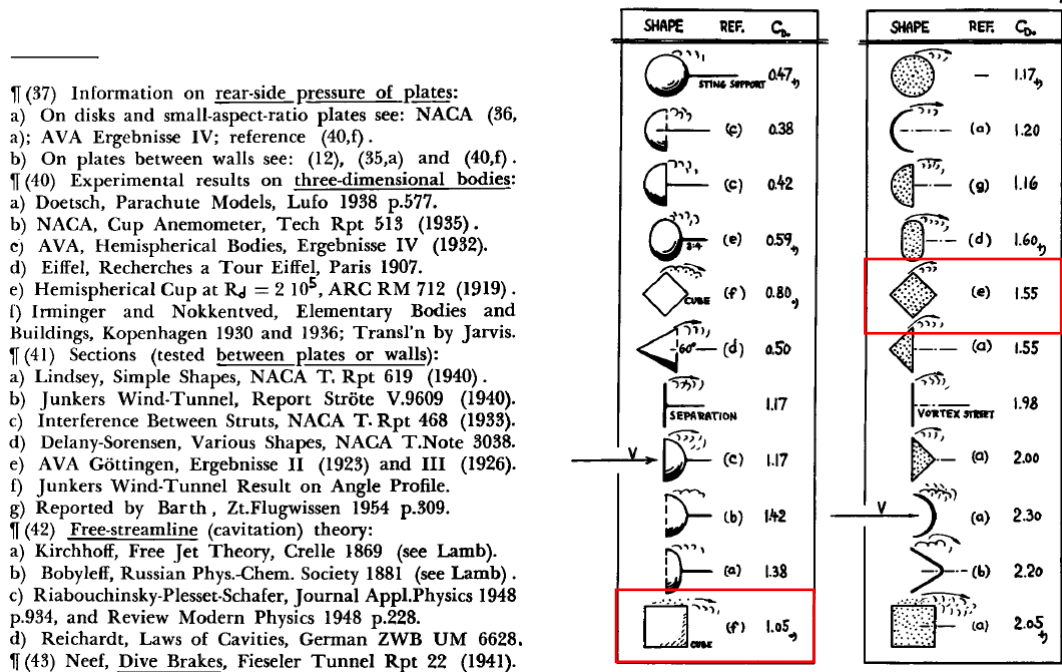 ¶ (37) Information on rear-side pressure of plates:
a) On disks and small-aspect-ratio plates see: NACA (36,
a); AVA Ergebnisse IV; reference (40,f).
b) On plates between walls see: (12), (35,a) and (40,f).
¶ (40) Experimental results on three-dimensional bodies:
a) Doetsch, Parachute Models, Lufo 1938 p.577.
b) NACA, Cup Anemometer, Tech Rpt 513 (1935).
c) AVA, Hemispherical Bodies, Ergebnisse IV (1932).
d) Eiffel, Recherches a Tour Eiffel, Paris 1907.
e) Hemispherical Cup at Rd = 2 10⁵, ARC RM 712 (1919).
f) Irminger and Nokkentved, Elementary Bodies and
Buildings, Kopenhagen 1930 and 1936; Transl'n by Jarvis.
¶ (41) Sections (tested between plates or walls):
a) Lindsey, Simple Shapes, NACA T. Rpt 619 (1940).
b) Junkers Wind-Tunnel, Report Ströte V.9609 (1940).
c) Interference Between Struts, NACA T. Rpt 468 (1933).
d) Delany-Sorensen, Various Shapes, NACA T.Note 3038.
e) AVA Göttingen, Ergebnisse II (1923) and III (1926).
f) Junkers Wind-Tunnel Result on Angle Profile.
g) Reported by Barth, Zt.Flugwissen 1954 p.309.
¶ (42) Free-streamline (cavitation) theory:
a) Kirchhoff, Free Jet Theory, Crelle 1869 (see Lamb).
b) Bobyleff, Russian Phys.-Chem. Society 1881 (see Lamb).
c) Riabouchinsky-Plesset-Schafer, Journal Appl.Physics 1948
p.934, and Review Modern Physics 1948 p.228.
d) Reichardt, Laws of Cavities, German ZWB UM 6628.
¶ (43) Neef, Dive Brakes, Fieseler Tunnel Rpt 22 (1941).
SHAPE REF. CD.
STING SUPPORT 0.47
(c) 0.38
(c) 0.42
3:4 (e) 0.59
CUBE (f) 0.80
60° (d) 0.50
SEPARATION 1.17
V (c) 1.17
(b) 1.42
(a) 1.38
CUBE (f) 1.05
SHAPE REF. CD.
— 1.17
(a) 1.20
(g) 1.16
(d) 1.60
(e) 1.55
(a) 1.55
VORTEX STREET 1.98
(a) 2.00
V (a) 2.30
(b) 2.20
(a) 2.05